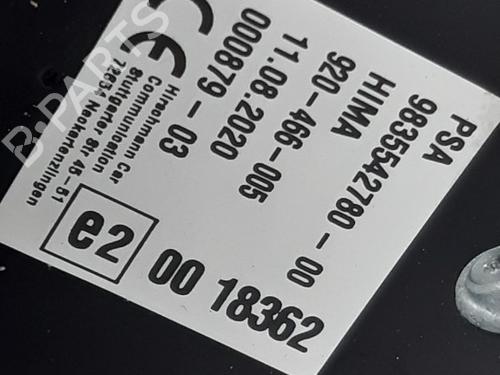 PSA
9835542780-00
HIMA
920-466-005
11.08.2020
000879-03
CE
Hirschmann Car
Communication
Stuttgarter Str 45-51
72654 Neckartenzlingen
e2
00 18362
B-PARTS